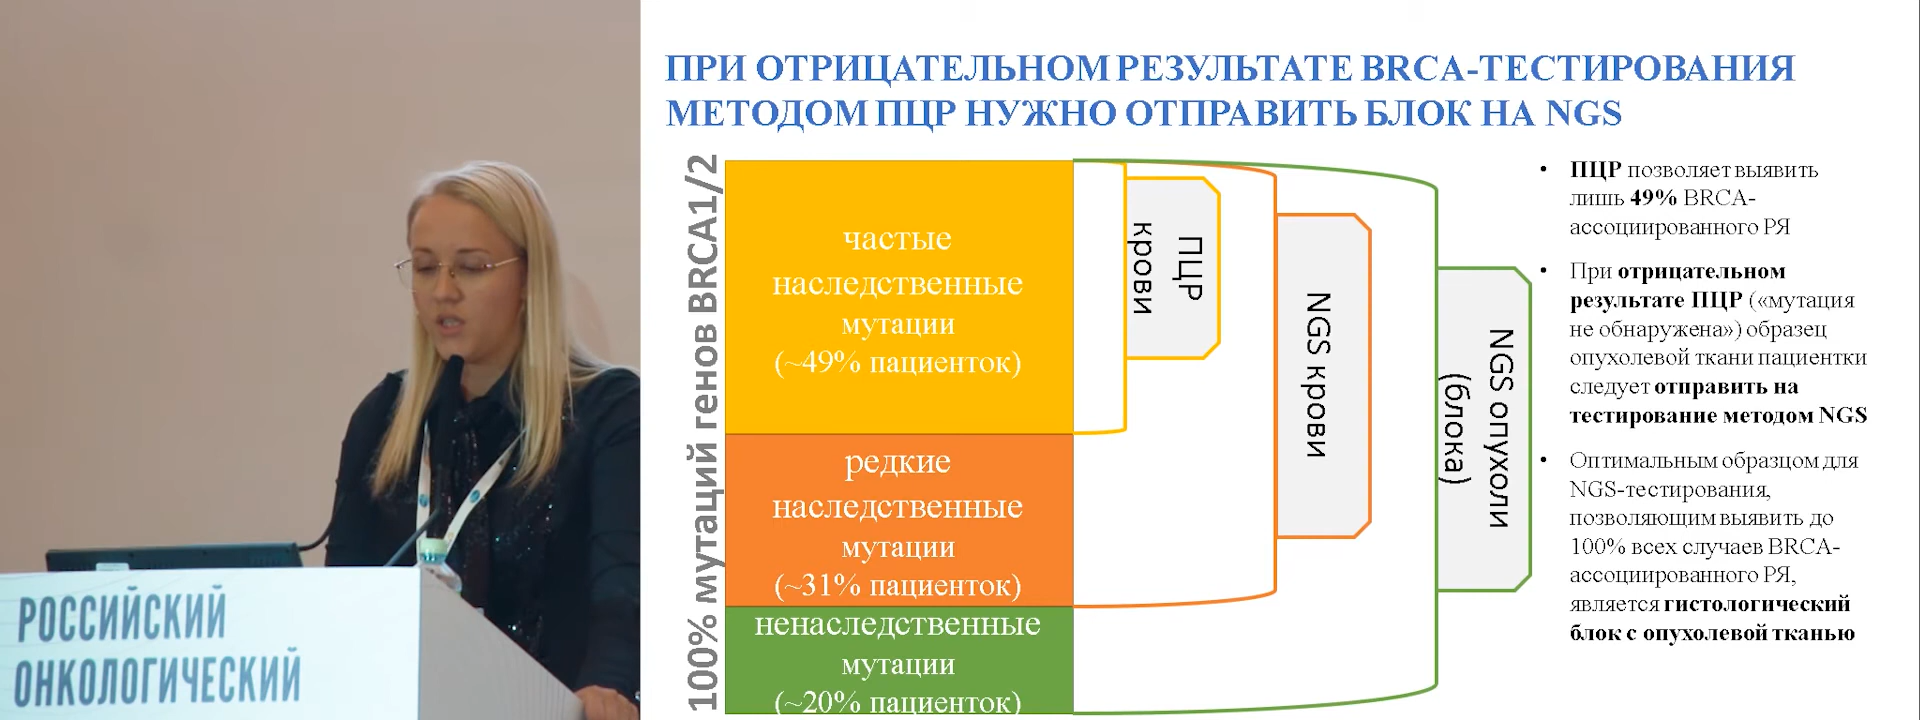 ПРИ ОТРИЦАТЕЛЬНОМ РЕЗУЛЬТАТЕ BRCA-ТЕСТИРОВАНИЯ
МЕТОДОМ ПЦР НУЖНО ОТПРАВИТЬ БЛОК НА NGS
100% мутаций генов BRCA1/2
частые
наследственные
мутации
(~49% пациенток)
редкие
наследственные
мутации
(~31% пациенток)
ненаследственные
мутации
(~20% пациенток)
ПЦР
крови
NGS крови
NGS опухоли
(блока)
• ПЦР позволяет выявить
лишь 49% BRCA-
ассоциированного РЯ
• При отрицательном
результате ПЦР («мутация
не обнаружена») образец
опухолевой ткани пациентки
следует отправить на
тестирование методом NGS
• Оптимальным образцом для
NGS-тестирования,
позволяющим выявить до
100% всех случаев BRCA-
ассоциированного РЯ,
является гистологический
блок с опухолевой тканью
РОССИЙСКИЙ
ОНКОЛОГИЧЕСКИЙ